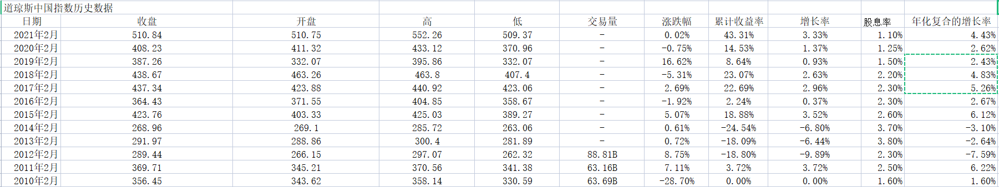 道琼斯中国指数历史数据
日期 收盘 开盘 高 低 交易量 涨跌幅 累计收益率 增长率 股息率 年化复合的增长率
2021年2月 510.84 510.75 552.26 509.37 - 0.02% 43.31% 3.33% 1.10% 4.43%
2020年2月 408.23 411.32 433.12 370.96 - -0.75% 14.53% 1.37% 1.25% 2.62%
2019年2月 387.26 332.07 395.86 332.07 - 16.62% 8.64% 0.93% 1.50% 2.43%
2018年2月 438.67 463.26 463.8 407.4 - -5.31% 23.07% 2.63% 2.20% 4.83%
2017年2月 437.34 423.88 440.92 423.06 - 2.69% 22.69% 2.96% 2.30% 5.26%
2016年2月 364.43 371.55 404.85 358.67 - -1.92% 2.24% 0.37% 2.30% 2.67%
2015年2月 423.76 403.33 425.03 389.27 - 5.07% 18.88% 3.52% 2.60% 6.12%
2014年2月 268.96 269.1 285.72 263.06 - 0.61% -24.54% -6.80% 3.70% -3.10%
2013年2月 291.97 288.86 300.4 281.89 - 0.72% -18.09% -6.44% 3.80% -2.64%
2012年2月 289.44 266.15 297.07 262.32 88.81B 8.75% -18.80% -9.89% 2.30% -7.59%
2011年2月 369.71 345.21 370.56 341.38 63.16B 7.11% 3.72% 3.72% 2.50% 6.22%
2010年2月 356.45 343.62 358.14 330.59 63.69B -28.70% 0.00% 0.00% 1.60% 1.60%